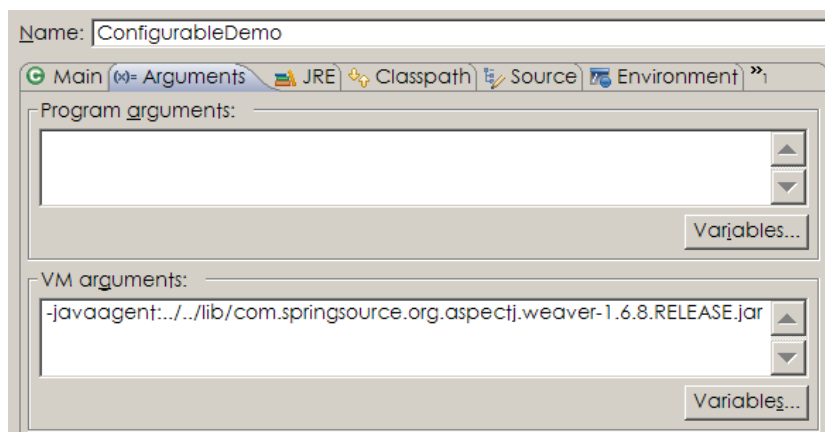 Name: ConfigurableDemo
Main (x)= Arguments JRE Classpath Source Environment »1
Program arguments:
Variables...
VM arguments:
-javaagent:../../lib/com.springsource.org.aspectj.weaver-1.6.8.RELEASE.jar
Variables...